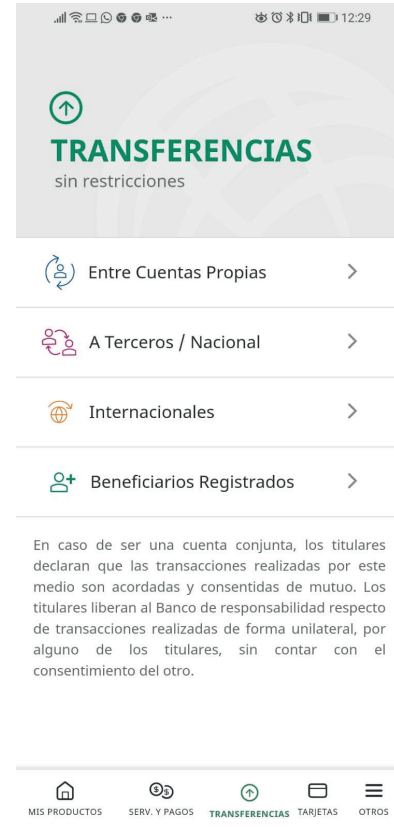 12:29
TRANSFERENCIAS
sin restricciones
Entre Cuentas Propias
A Terceros / Nacional
Internacionales
Beneficiarios Registrados
En caso de ser una cuenta conjunta, los titulares
declaran que las transacciones realizadas por este
medio son acordadas y consentidas de mutuo. Los
titulares liberan al Banco de responsabilidad respecto
de transacciones realizadas de forma unilateral, por
alguno de los titulares, sin contar con el
consentimiento del otro.
MIS PRODUCTOS SERV. Y PAGOS TRANSFERENCIAS TARJETAS OTROS